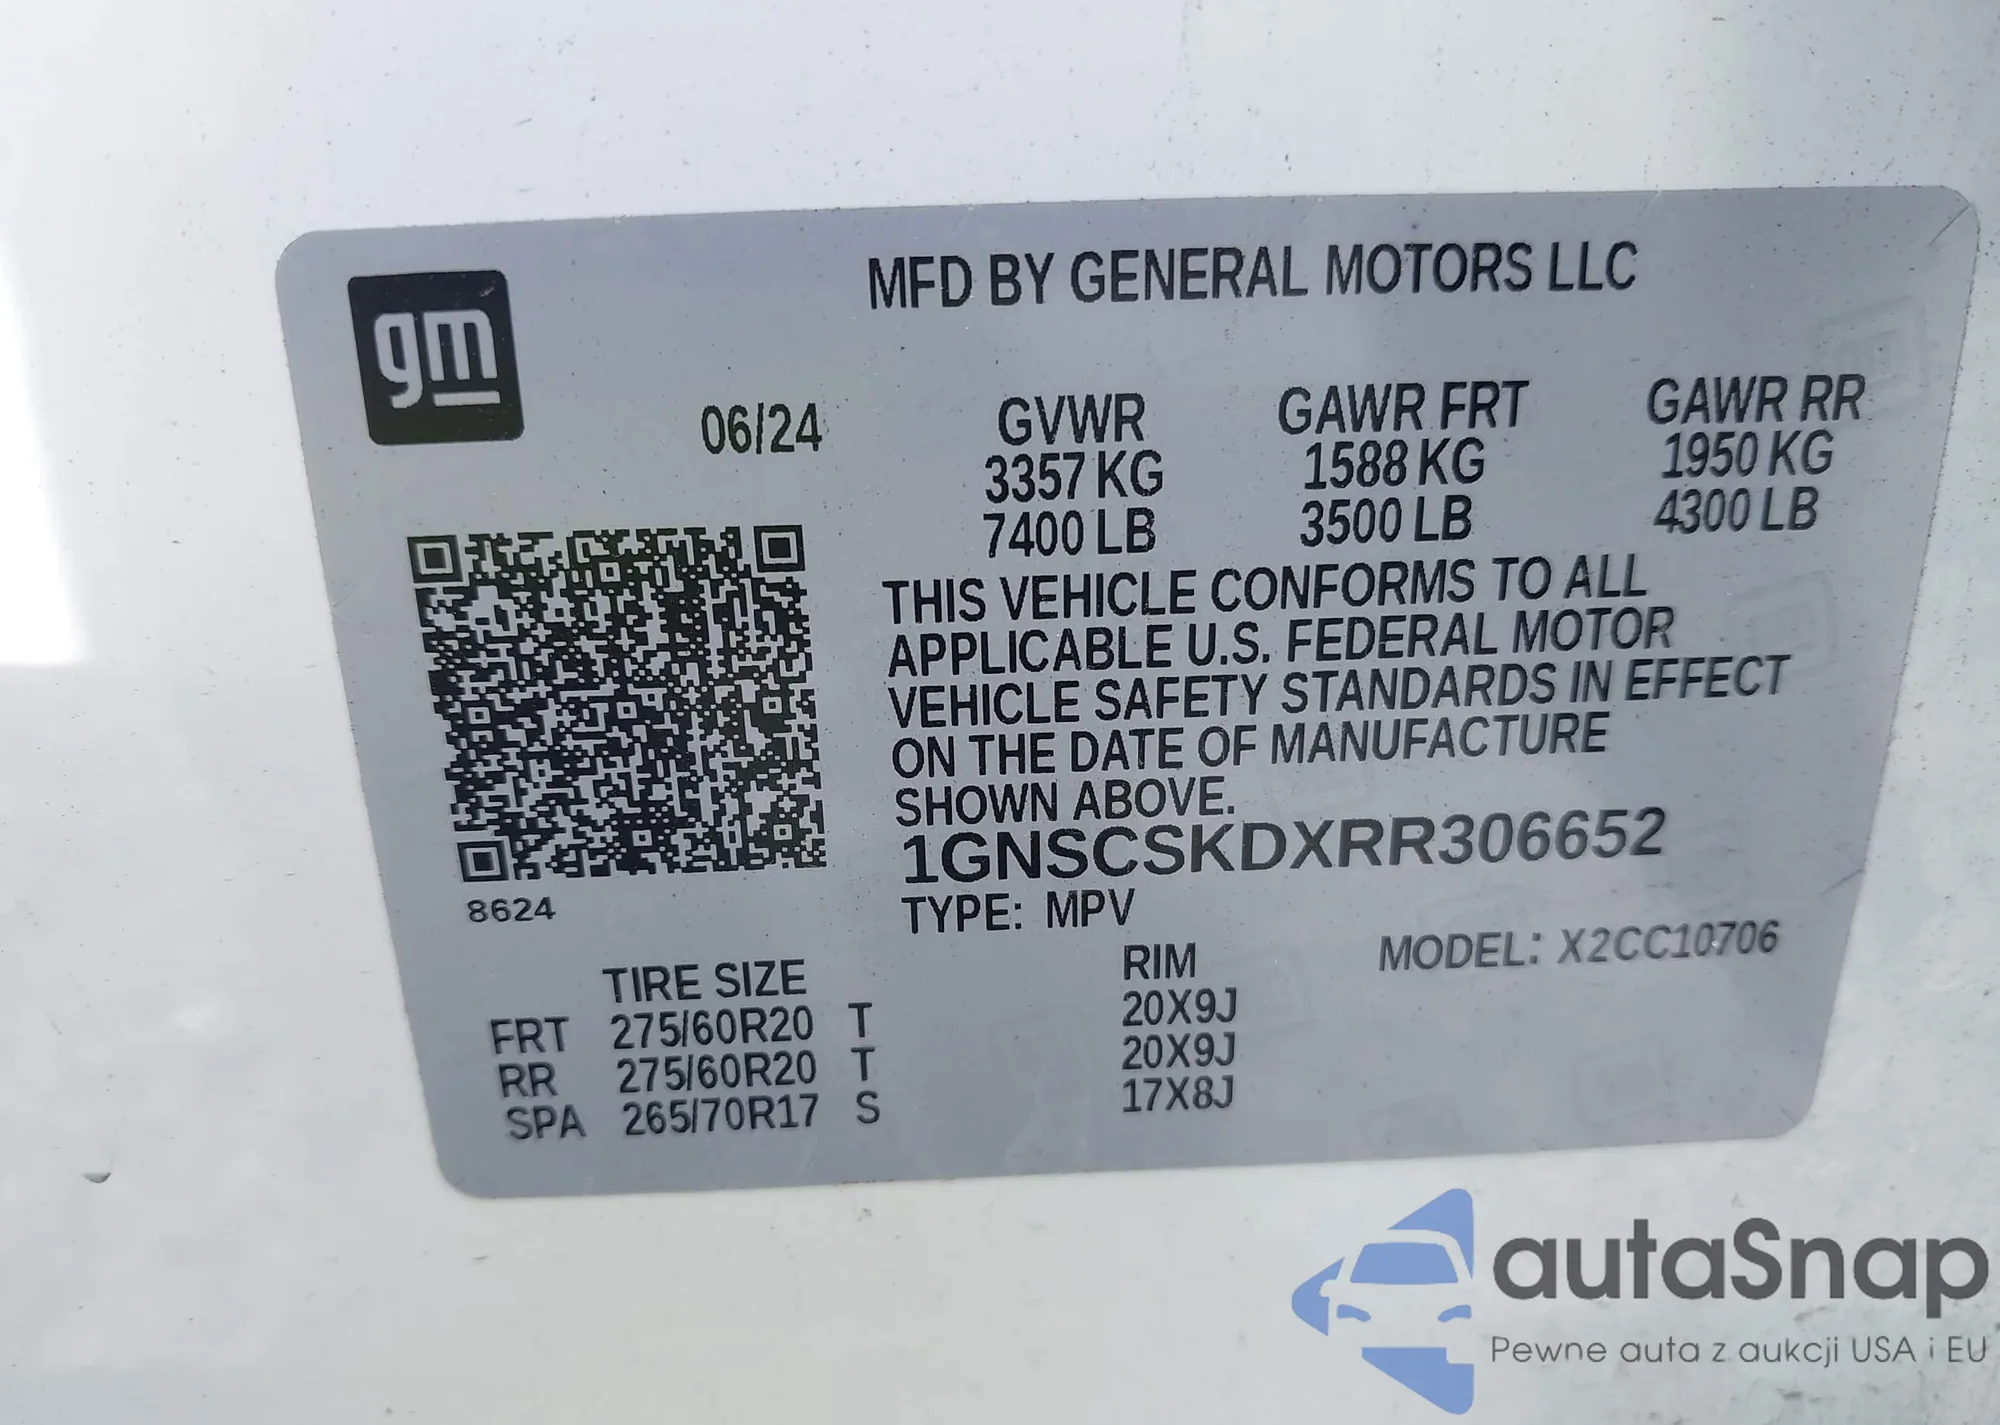 gm
MFD BY GENERAL MOTORS LLC
06/24
GVWR GAWR FRT GAWR RR
3357 KG 1588 KG 1950 KG
7400 LB 3500 LB 4300 LB
THIS VEHICLE CONFORMS TO ALL
APPLICABLE U.S. FEDERAL MOTOR
VEHICLE SAFETY STANDARDS IN EFFECT
ON THE DATE OF MANUFACTURE
SHOWN ABOVE.
1GNSCSKDXRR306652
8624
TYPE: MPV
MODEL: X2CC10706
TIRE SIZE RIM
FRT 275/60R20 T 20X9J
RR 275/60R20 T 20X9J
SPA 265/70R17 S 17X8J
autaSnap
Pewne auta z aukcji USA i EU